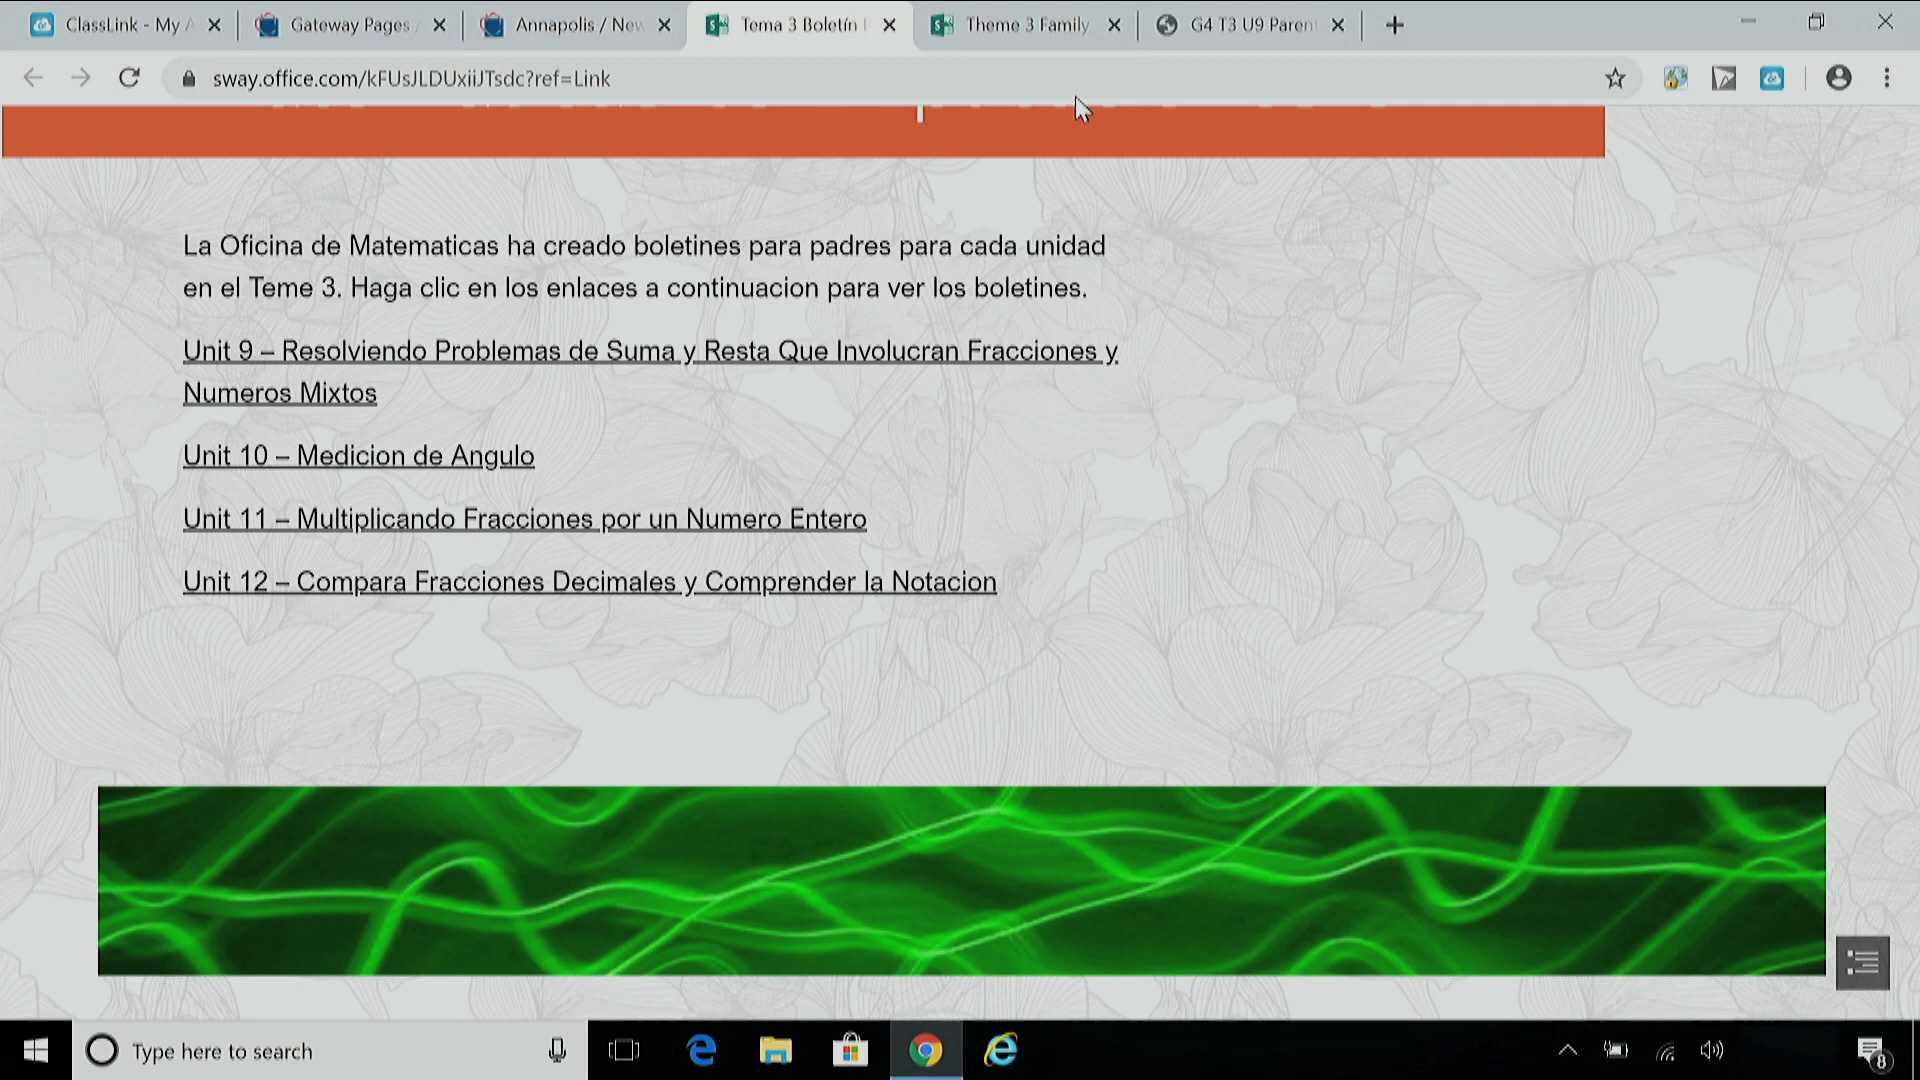 ClassLink - My A
Gateway Pages /
Annapolis / New
Tema 3 Boletín
Theme 3 Family
G4 T3 U9 Parent
sway.office.com/kFUsJLDUxiiJTsdc?ref=Link
La Oficina de Matematicas ha creado boletines para padres para cada unidad
en el Teme 3. Haga clic en los enlaces a continuacion para ver los boletines.
Unit 9 – Resolviendo Problemas de Suma y Resta Que Involucran Fracciones y
Numeros Mixtos
Unit 10 – Medicion de Angulo
Unit 11 – Multiplicando Fracciones por un Numero Entero
Unit 12 – Compara Fracciones Decimales y Comprender la Notacion
Type here to search
8